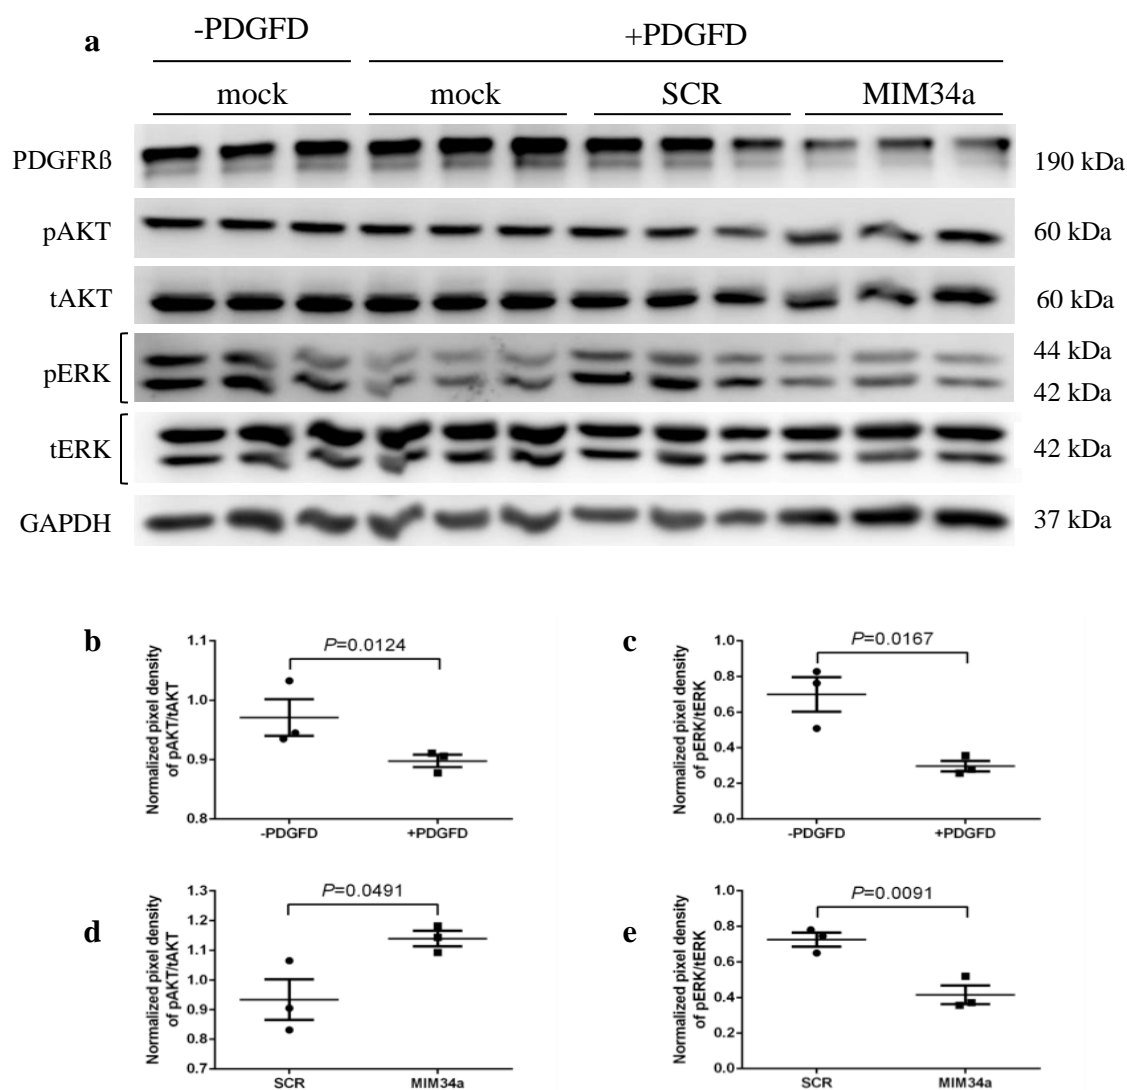 a
-PDGFD +PDGFD
mock mock SCR MIM34a
PDGFRß 190 kDa
pAKT 60 kDa
tAKT 60 kDa
pERK 44 kDa
42 kDa
tERK 42 kDa
GAPDH 37 kDa
b
P=0.0124
Normalized pixel density
of pAKT/tAKT
1.1
1.0
0.9
0.8
-PDGFD +PDGFD
c
P=0.0167
Normalized pixel density
of pERK/tERK
1.0
0.8
0.6
0.4
0.2
0.0
-PDGFD +PDGFD
d
P=0.0491
Normalized pixel density
of pAKT/tAKT
1.3
1.2
1.1
1.0
0.9
0.8
0.7
SCR MIM34a
e
P=0.0091
Normalized pixel density
of pERK/tERK
1.0
0.8
0.6
0.4
0.2
0.0
SCR MIM34a